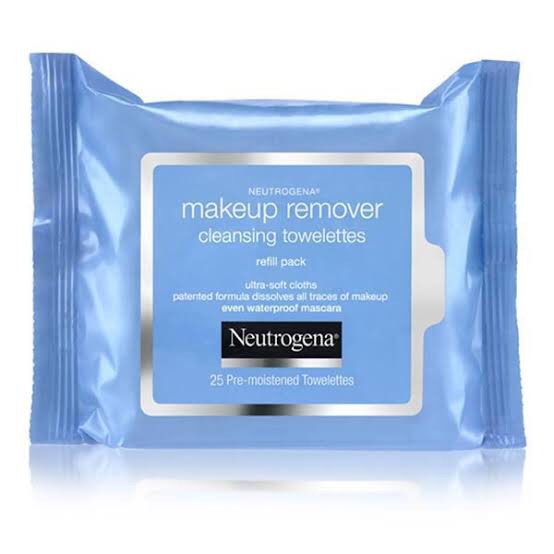 NEUTROGENA®
makeup remover
cleansing towelettes
refill pack
ultra-soft cloths
patented formula dissolves all traces of makeup
even waterproof mascara
Neutrogena®
25 Pre-moistened Towelettes